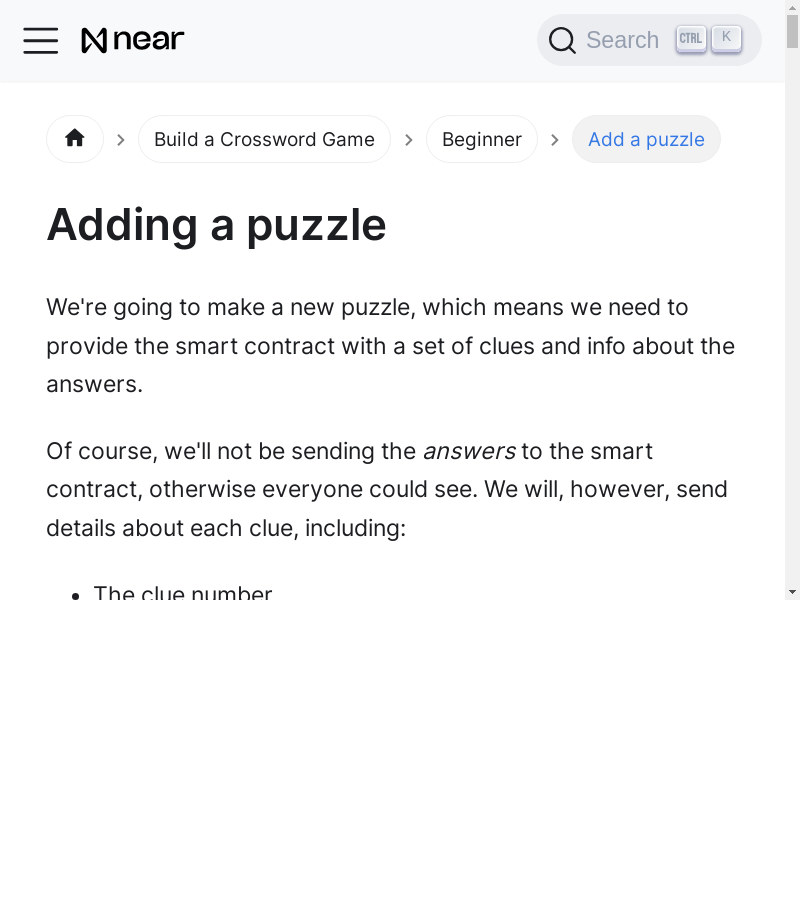 near
Search CTRL K
Build a Crossword Game Beginner Add a puzzle
Adding a puzzle
We're going to make a new puzzle, which means we need to
provide the smart contract with a set of clues and info about the
answers.
Of course, we'll not be sending the answers to the smart
contract, otherwise everyone could see. We will, however, send
details about each clue, including:
• The clue number